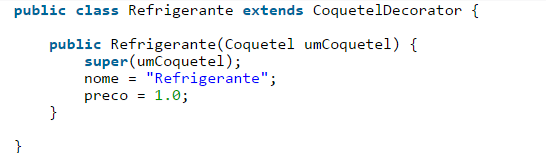 public class Refrigerante extends CoquetelDecorator {
public Refrigerante(Coquetel umCoquetel) {
super(umCoquetel);
nome = "Refrigerante";
preco = 1.0;
}
}